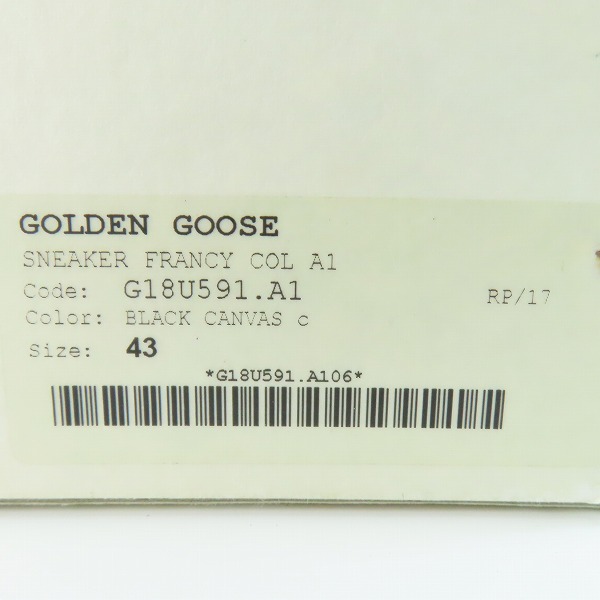 GOLDEN GOOSE
SNEAKER FRANCY COL A1
Code: G18U591.A1 RP/17
Color: BLACK CANVAS c
Size: 43
*G18U591.A106*